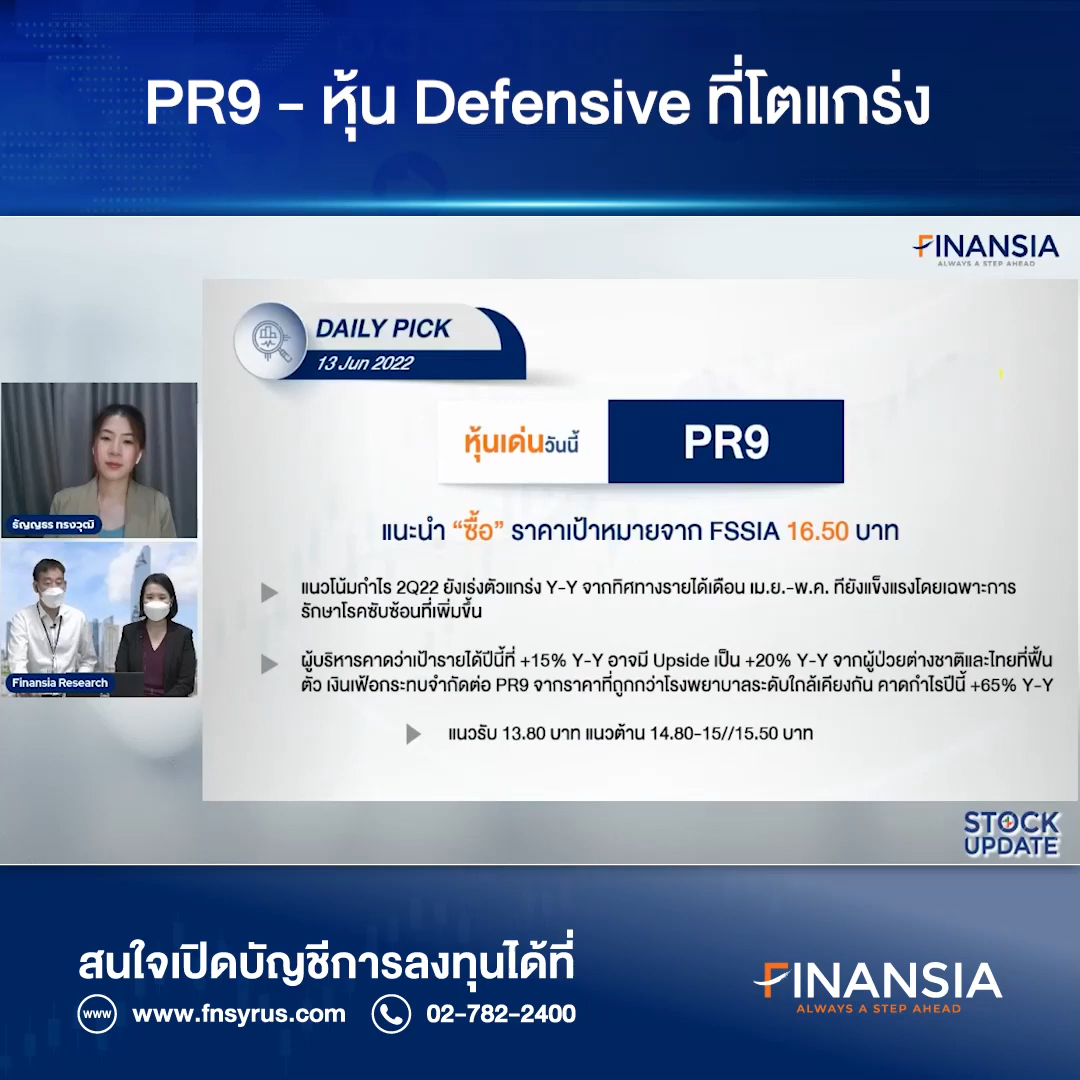 PR9 - หุ้น Defensive ที่โตแกร่ง
FINANSIA
ALWAYS A STEP AHEAD
DAILY PICK
13 Jun 2022
หุ้นเด่นวันนี้
PR9
แนะนำ “ซื้อ” ราคาเป้าหมายจาก FSSIA 16.50 บาท
แนวโน้มกำไร 2Q22 ยังเร่งตัวแกร่ง Y-Y จากทิศทางรายได้เดือน เม.ย.-พ.ค. ทียังแข็งแรงโดยเฉพาะการ
รักษาโรคซับซ้อนที่เพิ่มขึ้น
ผู้บริหารคาดว่าเป้ารายได้ปีนี้ที่ +15% Y-Y อาจมี Upside เป็น +20% Y-Y จากผู้ป่วยต่างชาติและไทยที่ฟื้น
ตัว เงินเฟ้อกระทบจำกัดต่อ PR9 จากราคาที่ถูกกว่าโรงพยาบาลระดับใกล้เคียงกัน คาดกำไรปีนี้ +65% Y-Y
แนวรับ 13.80 บาท แนวต้าน 14.80-15//15.50 บาท
ธัญญธร ทรงวุฒิ
Finansia Research
STOCK
UPDATE
สนใจเปิดบัญชีการลงทุนได้ที่
www www.fnsyrus.com 02-782-2400
FINANSIA
ALWAYS A STEP AHEAD